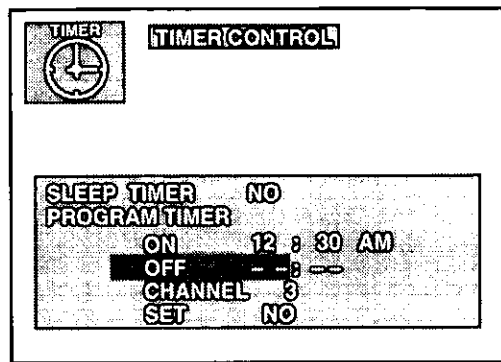 TIMER
TIMER CONTROL
SLEEP TIMER NO
PROGRAM TIMER
ON 12 : 30 AM
OFF - - : - -
CHANNEL 3
SET NO